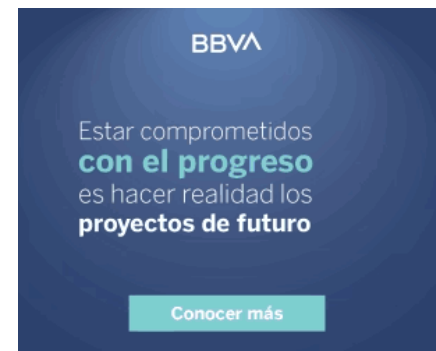 BBVA
Estar comprometidos
con el progreso
es hacer realidad los
proyectos de futuro
Conocer más